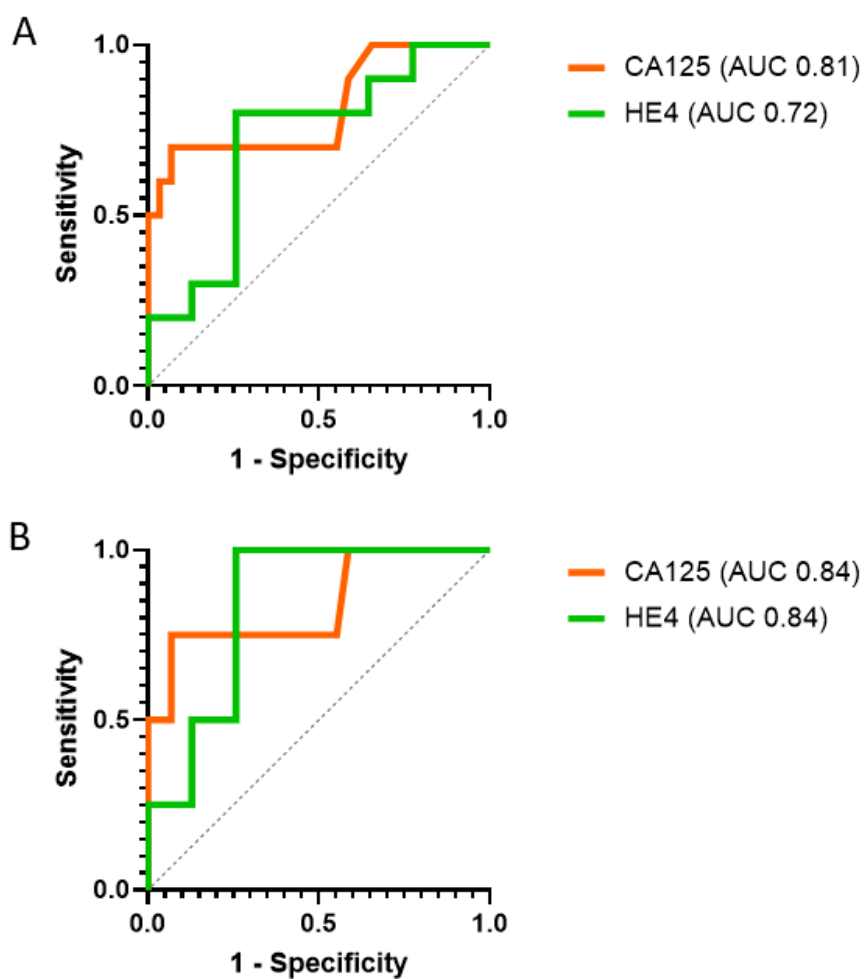 A
1.0
CA125 (AUC 0.81)
HE4 (AUC 0.72)
Sensitivity
0.5
0.0
0.0 0.5 1.0
1 - Specificity
B
1.0
CA125 (AUC 0.84)
HE4 (AUC 0.84)
Sensitivity
0.5
0.0
0.0 0.5 1.0
1 - Specificity